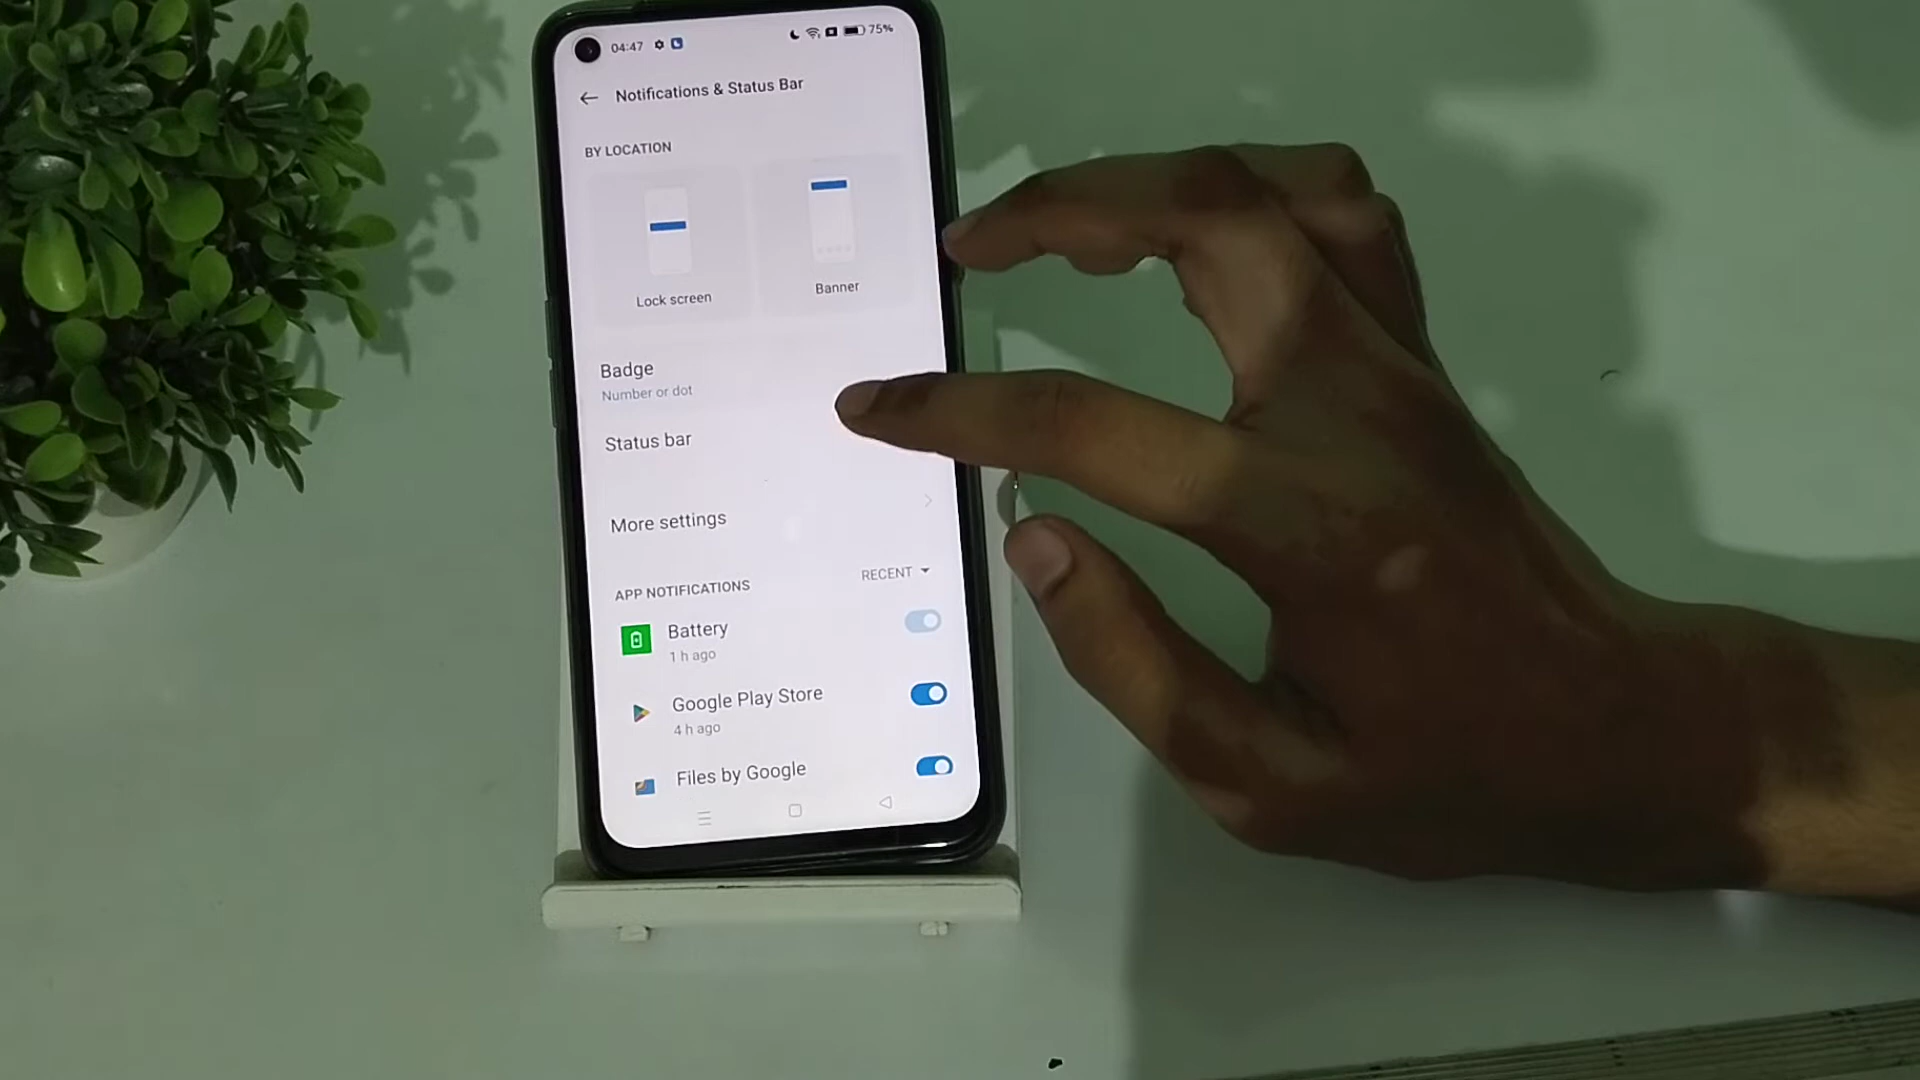 04:47
75%
Notifications & Status Bar
BY LOCATION
Lock screen
Banner
Badge
Number or dot
Status bar
More settings
APP NOTIFICATIONS
RECENT
Battery
1 h ago
Google Play Store
4 h ago
Files by Google